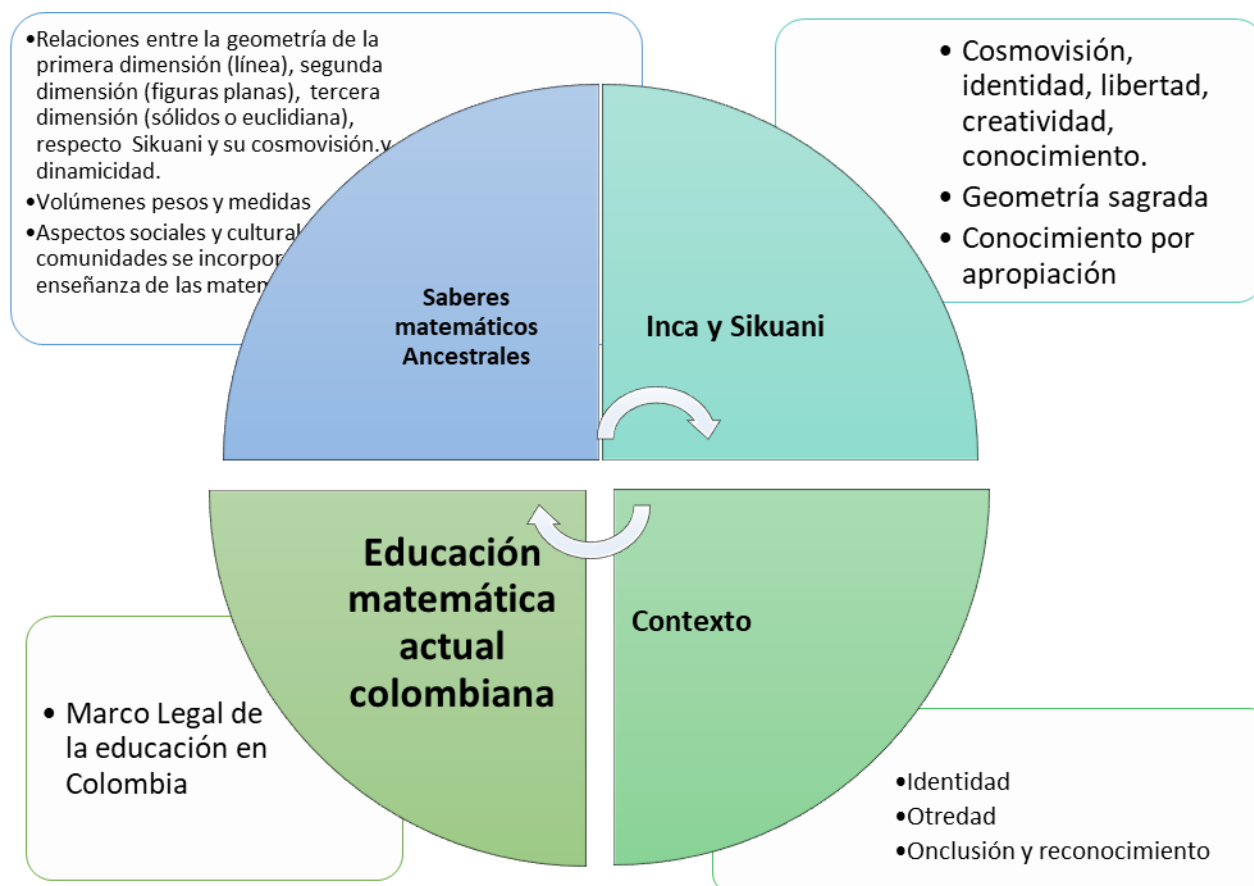 •Relaciones entre la geometría de la
primera dimensión (línea), segunda
dimensión (figuras planas), tercera
dimensión (sólidos o euclidiana),
respecto Sikuani y su cosmovisión.y
dinamicidad.
•Volúmenes pesos y medidas
•Aspectos sociales y cultural
comunidades se incorpor
enseñanza de las matem
Saberes
matemáticos
Ancestrales
• Cosmovisión,
identidad, libertad,
creatividad,
conocimiento.
• Geometría sagrada
• Conocimiento por
apropiación
Inca y Sikuani
Educación
matemática
actual
colombiana
• Marco Legal de
la educación en
Colombia
Contexto
•Identidad
•Otredad
•Onclusión y reconocimiento